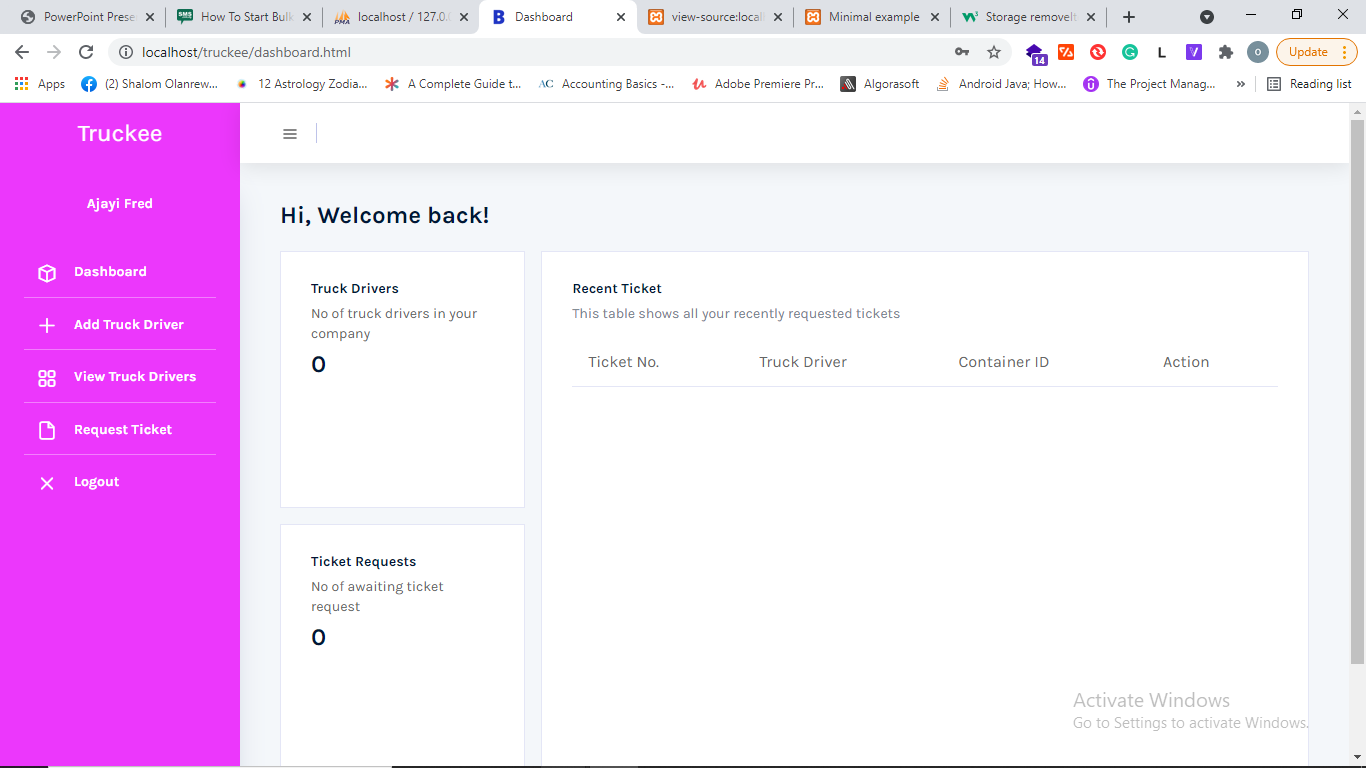 PowerPoint Prese
How To Start Bulk
localhost / 127.0.0
Dashboard
view-source:locall
Minimal example
Storage removeIt
localhost/truckee/dashboard.html
14
L
V
O
Update
Apps
(2) Shalom Olanrew...
12 Astrology Zodia...
A Complete Guide t...
AC
Accounting Basics -...
Adobe Premiere Pr...
Algorasoft
Android Java; How...
The Project Manag...
Reading list
Truckee
Ajayi Fred
Dashboard
Add Truck Driver
View Truck Drivers
Request Ticket
Logout
Hi, Welcome back!
Truck Drivers
No of truck drivers in your
company
0
Recent Ticket
This table shows all your recently requested tickets
Ticket No. Truck Driver Container ID Action
Ticket Requests
No of awaiting ticket
request
0
Activate Windows
Go to Settings to activate Windows.